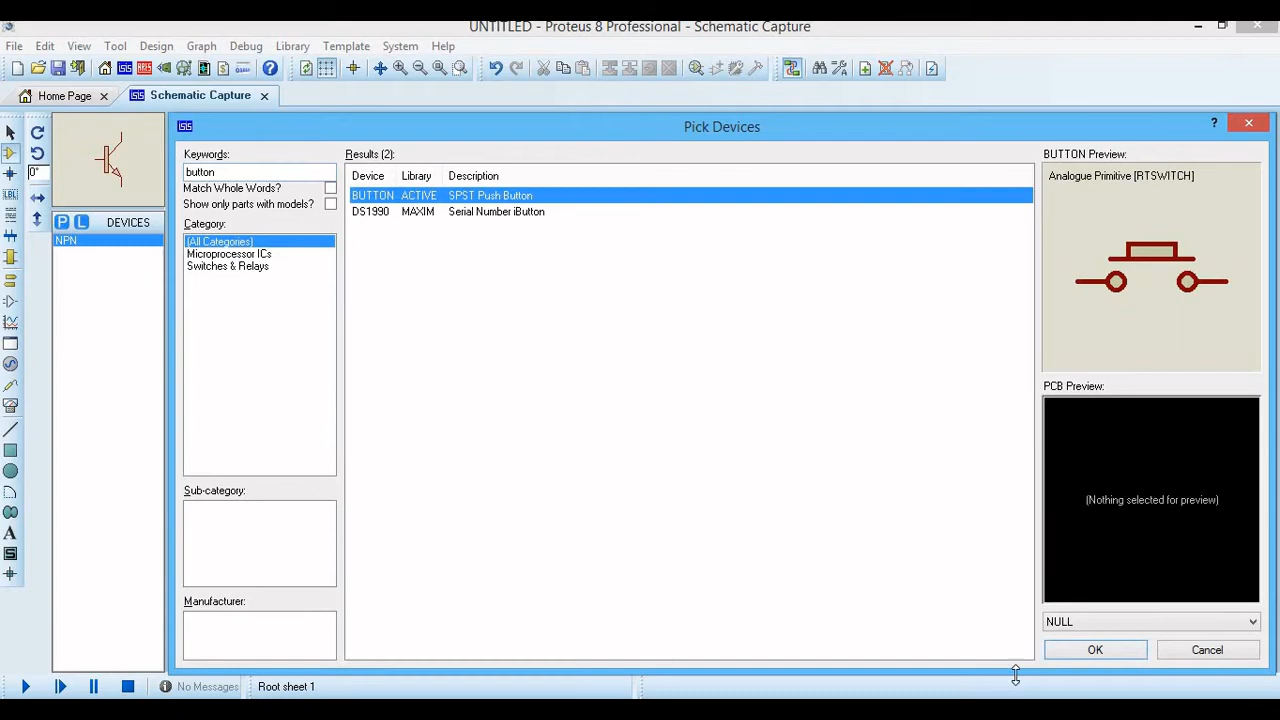 UNTITLED - Proteus 8 Professional - Schematic Capture
File Edit View Tool Design Graph Debug Library Template System Help
Home Page
Schematic Capture
Pick Devices
0°
LBL
P L DEVICES
NPN
Keywords:
button
Match Whole Words?
Show only parts with models?
Category:
(All Categories)
Microprocessor ICs
Switches & Relays
Sub-category:
Manufacturer:
Results (2):
Device Library Description
BUTTON ACTIVE SPST Push Button
DS1990 MAXIM Serial Number iButton
BUTTON Preview:
Analogue Primitive [RTSWITCH]
PCB Preview:
(Nothing selected for preview)
NULL
OK Cancel
No Messages
Root sheet 1